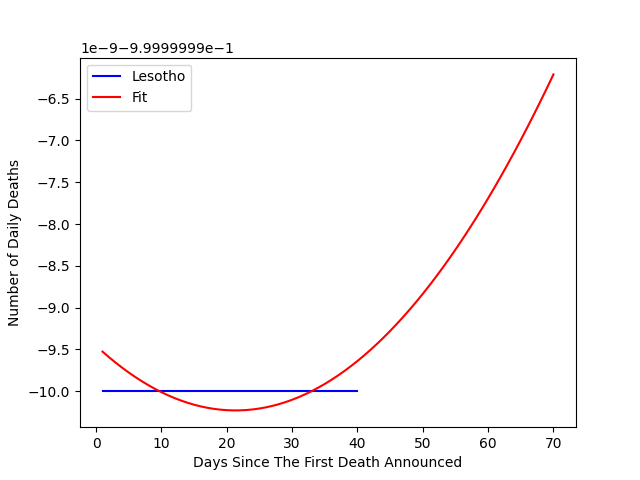 1e−9−9.9999999e−1
Lesotho
Fit
−6.5
−7.0
−7.5
−8.0
−8.5
−9.0
−9.5
−10.0
Number of Daily Deaths
0 10 20 30 40 50 60 70
Days Since The First Death Announced